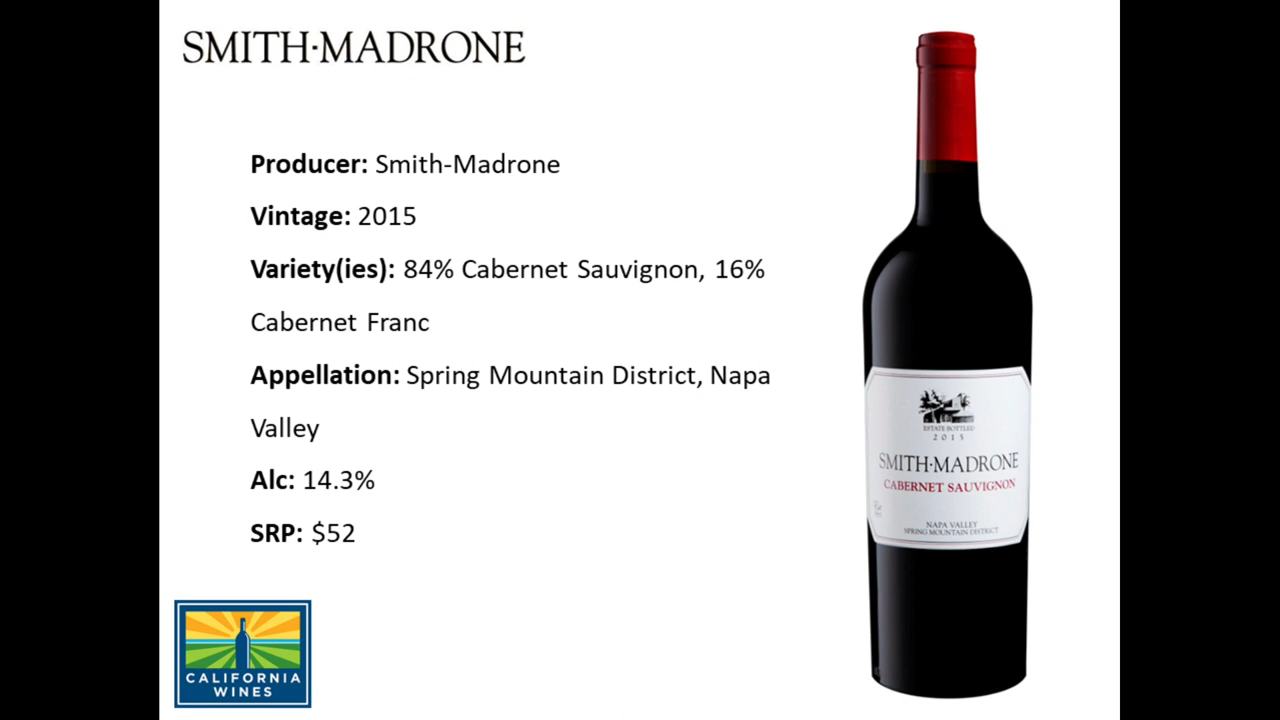 SMITH·MADRONE
Producer: Smith-Madrone
Vintage: 2015
Variety(ies): 84% Cabernet Sauvignon, 16%
Cabernet Franc
Appellation: Spring Mountain District, Napa
Valley
Alc: 14.3%
SRP: $52
ESTATE BOTTLED
2015
SMITH·MADRONE
CABERNET SAUVIGNON
NAPA VALLEY
SPRING MOUNTAIN DISTRICT
CALIFORNIA
WINES